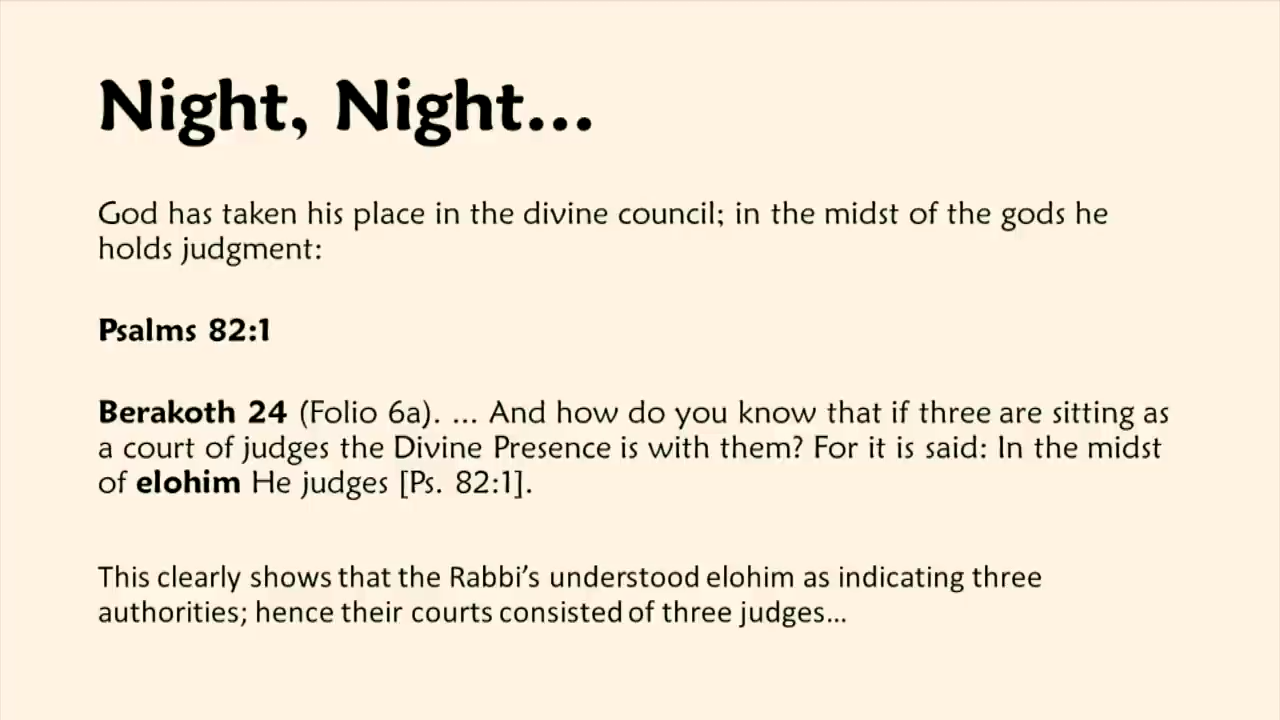 Night, Night...
God has taken his place in the divine council; in the midst of the gods he
holds judgment:
Psalms 82:1
Berakoth 24 (Folio 6a). ... And how do you know that if three are sitting as
a court of judges the Divine Presence is with them? For it is said: In the midst
of elohim He judges [Ps. 82:1].
This clearly shows that the Rabbi’s understood elohim as indicating three
authorities; hence their courts consisted of three judges...